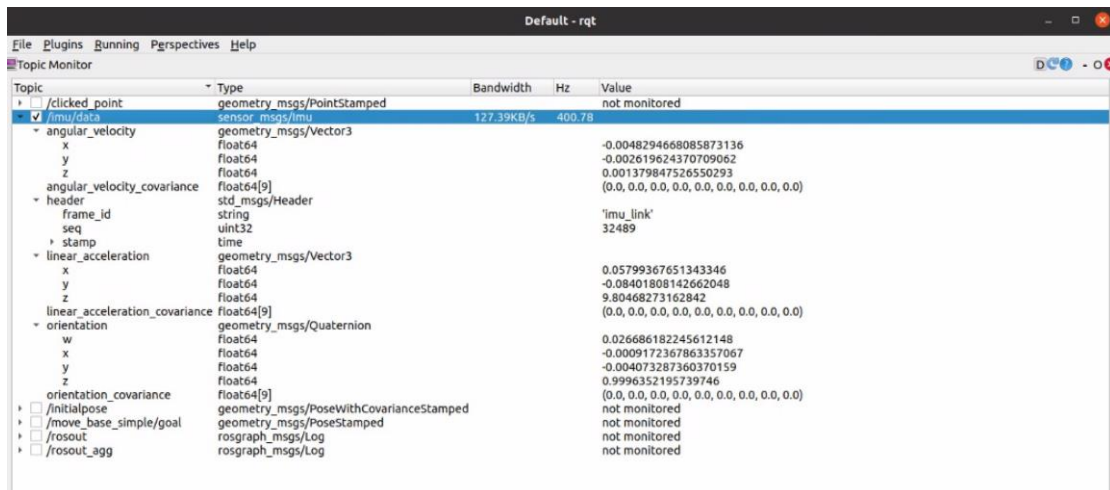 Default - rqt
File Plugins Running Perspectives Help
Topic Monitor
D - O
Topic Type Bandwidth Hz Value
/clicked_point geometry_msgs/PointStamped not monitored
/imu/data sensor_msgs/Imu 127.39KB/s 400.78
angular_velocity geometry_msgs/Vector3
x float64 -0.0048294668085873136
y float64 -0.002619624370709062
z float64 0.001379847526550293
angular_velocity_covariance float64[9] (0.0, 0.0, 0.0, 0.0, 0.0, 0.0, 0.0, 0.0, 0.0)
header std_msgs/Header
frame_id string 'imu_link'
seq uint32 32489
stamp time
linear_acceleration geometry_msgs/Vector3
x float64 0.05799367651343346
y float64 -0.08401808142662048
z float64 9.80468273162842
linear_acceleration_covariance float64[9] (0.0, 0.0, 0.0, 0.0, 0.0, 0.0, 0.0, 0.0, 0.0)
orientation geometry_msgs/Quaternion
w float64 0.026686182245612148
x float64 -0.0009172367863357067
y float64 -0.004073287360370159
z float64 0.9996352195739746
orientation_covariance float64[9] (0.0, 0.0, 0.0, 0.0, 0.0, 0.0, 0.0, 0.0, 0.0)
/initialpose geometry_msgs/PoseWithCovarianceStamped not monitored
/move_base_simple/goal geometry_msgs/PoseStamped not monitored
/rosout rosgraph_msgs/Log not monitored
/rosout_agg rosgraph_msgs/Log not monitored